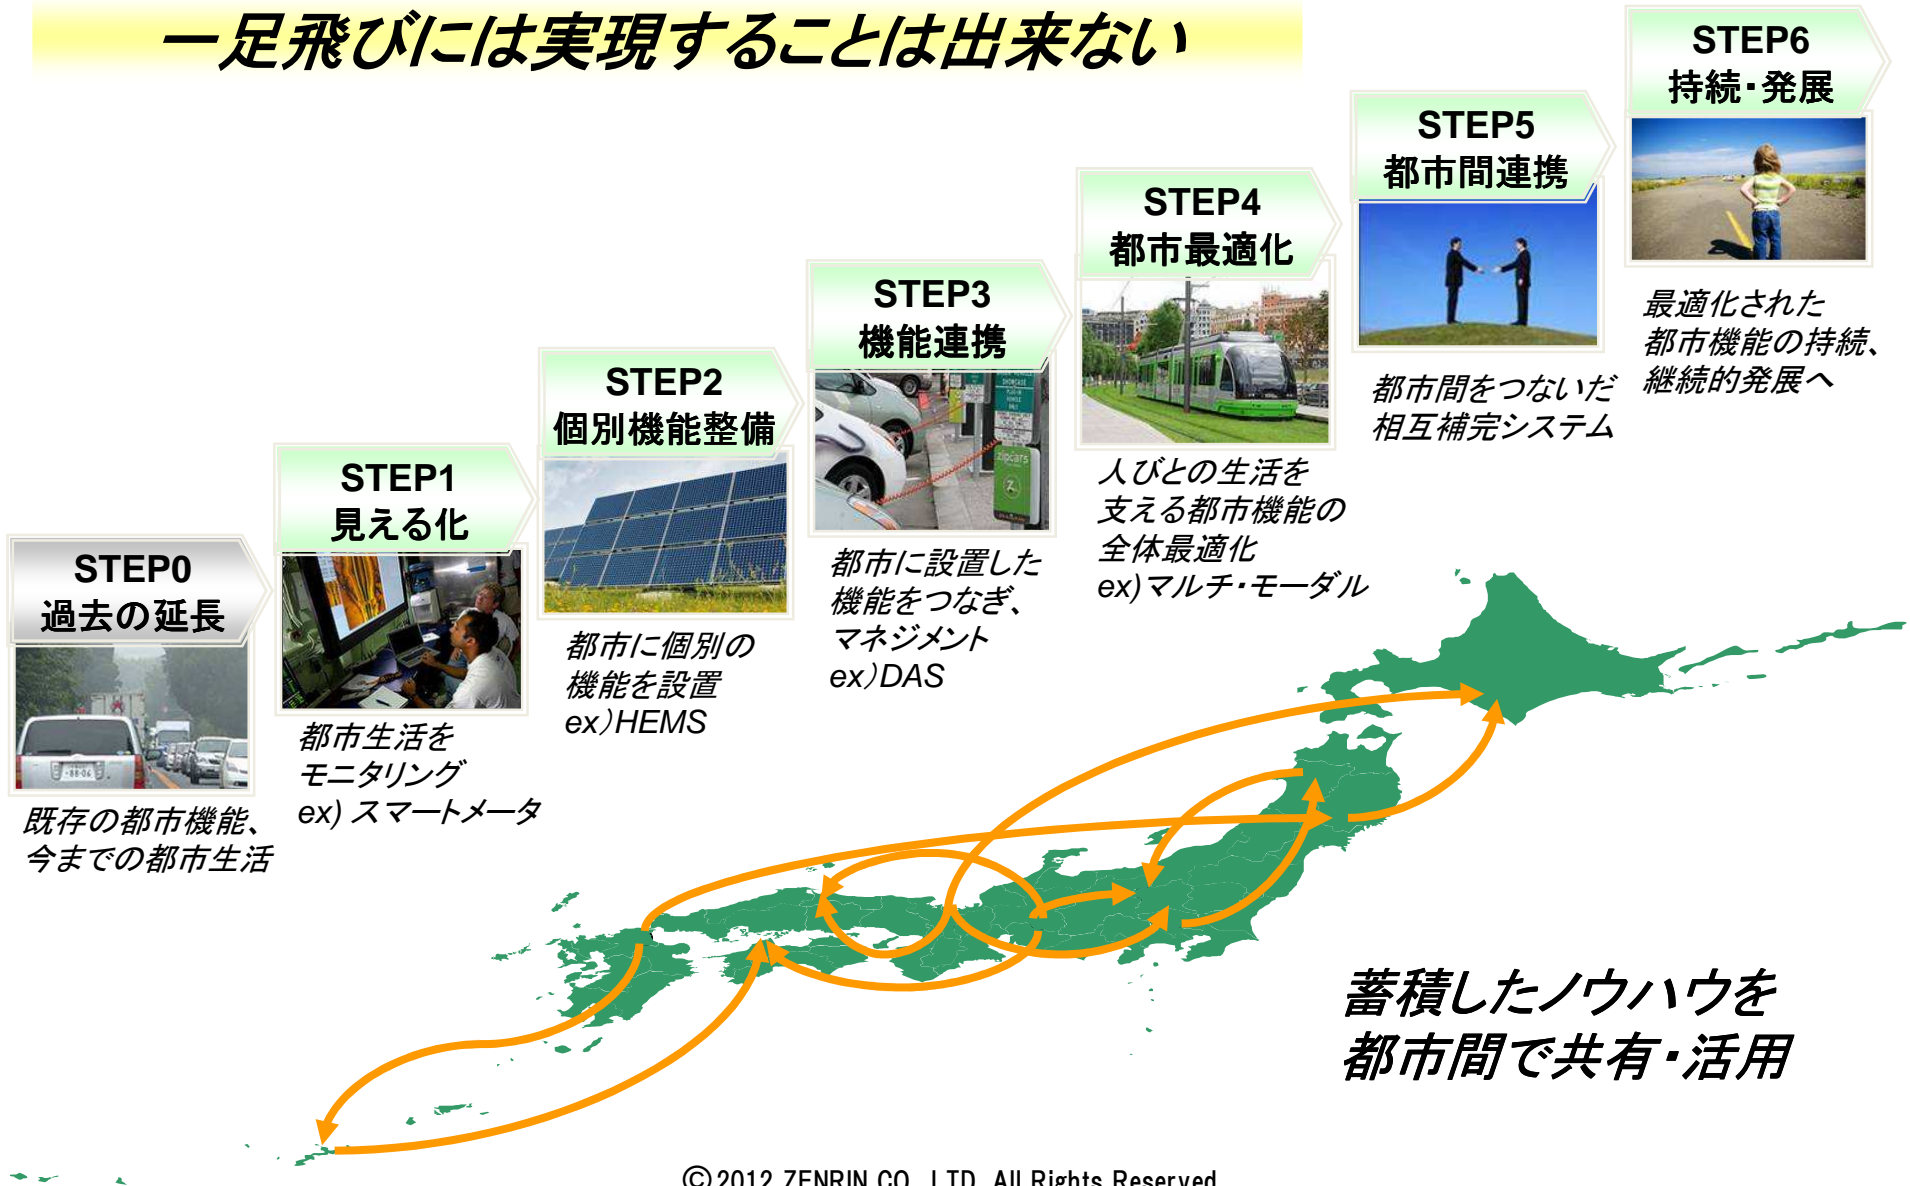 一足飛びには実現することは出来ない
STEP0
過去の延長
既存の都市機能、
今までの都市生活
STEP1
見える化
都市生活を
モニタリング
ex) スマートメータ
STEP2
個別機能整備
都市に個別の
機能を設置
ex)HEMS
STEP3
機能連携
zipcars
都市に設置した
機能をつなぎ、
マネジメント
ex)DAS
STEP4
都市最適化
人びとの生活を
支える都市機能の
全体最適化
ex)マルチ・モーダル
STEP5
都市間連携
都市間をつないだ
相互補完システム
STEP6
持続・発展
最適化された
都市機能の持続、
継続的発展へ
蓄積したノウハウを
都市間で共有・活用
©2012 ZENRIN CO., LTD. All Rights Reserved.